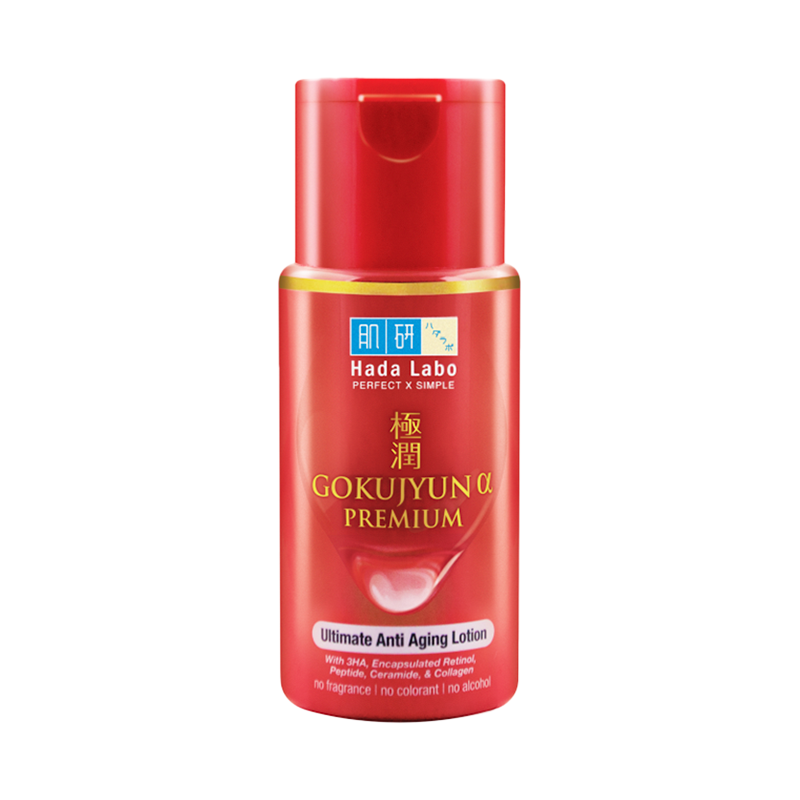 肌研 ハダラボ
Hada Labo
PERFECT X SIMPLE
極
潤
GOKUJYUN α
PREMIUM
Ultimate Anti Aging Lotion
With 3HA, Encapsulated Retinol,
Peptide, Ceramide, & Collagen
no fragrance | no colorant | no alcohol